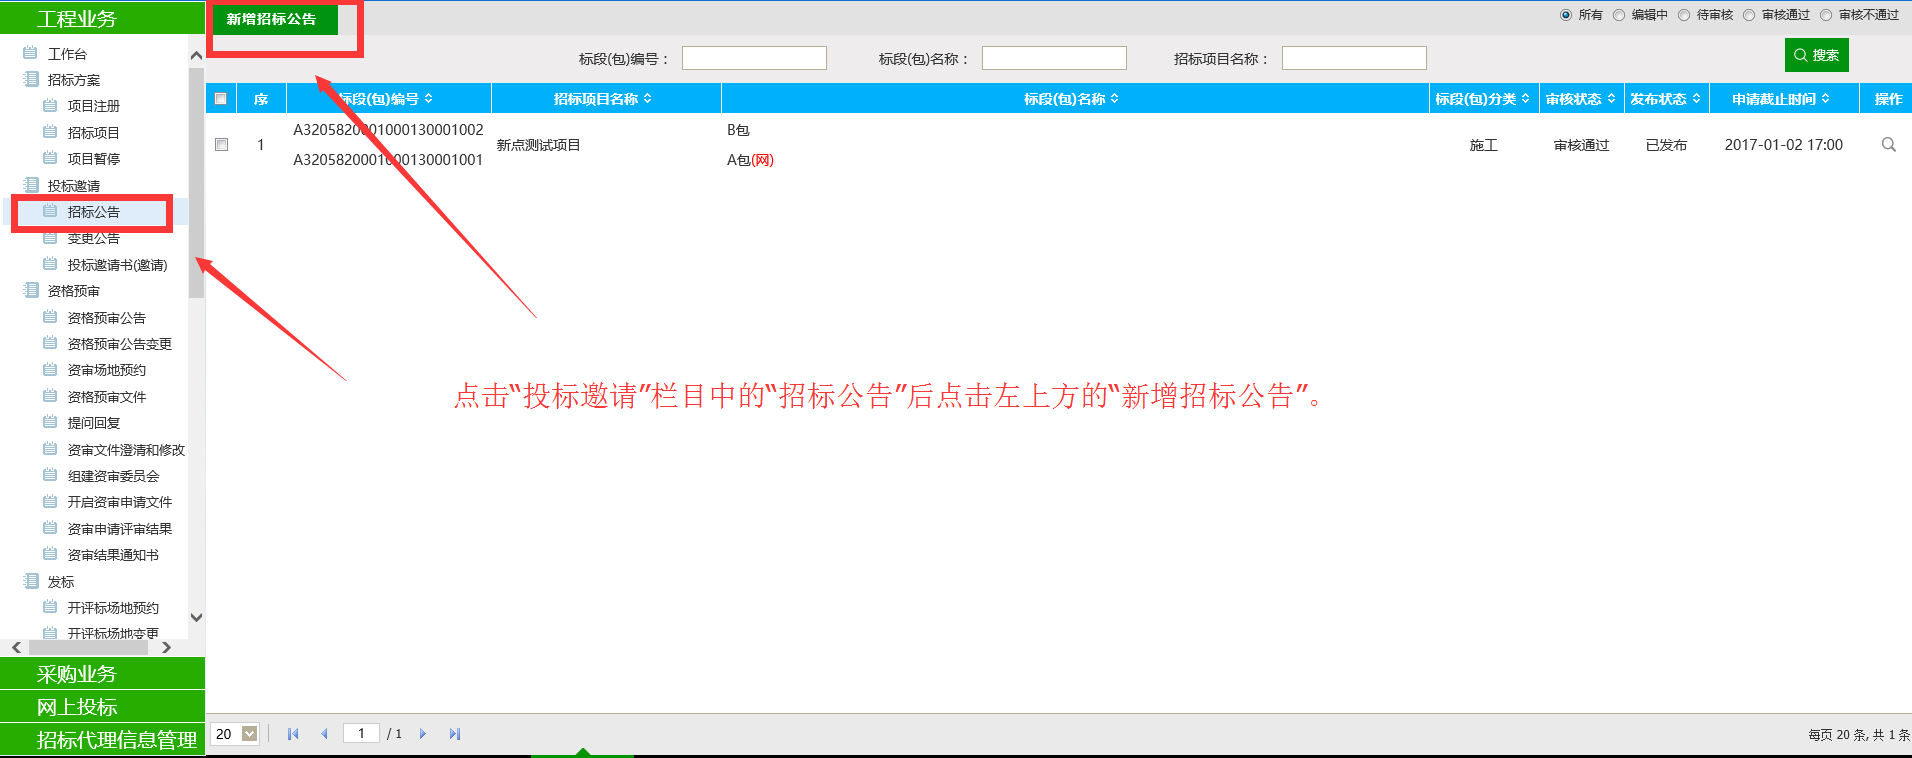 工程业务
工作台
招标方案
项目注册
招标项目
项目暂停
投标邀请
招标公告
变更公告
投标邀请书(邀请)
资格预审
资格预审公告
资格预审公告变更
资审场地预约
资格预审文件
提问回复
资审文件澄清和修改
组建资审委员会
开启资审申请文件
资审申请评审结果
资审结果通知书
发标
开评标场地预约
开评标场地变更
采购业务
网上投标
招标代理信息管理
新增招标公告
所有 编辑中 待审核 审核通过 审核不通过
标段(包)编号： 标段(包)名称： 招标项目名称： 搜索
序 标段(包)编号 招标项目名称 标段(包)名称 标段(包)分类 审核状态 发布状态 申请截止时间 操作
A3205820001000130001002 B包
1 新点测试项目 施工 审核通过 已发布 2017-01-02 17:00
A3205820001000130001001 A包(网)
点击“投标邀请”栏目中的“招标公告”后点击左上方的“新增招标公告”。
20 1 / 1 每页 20 条, 共 1 条